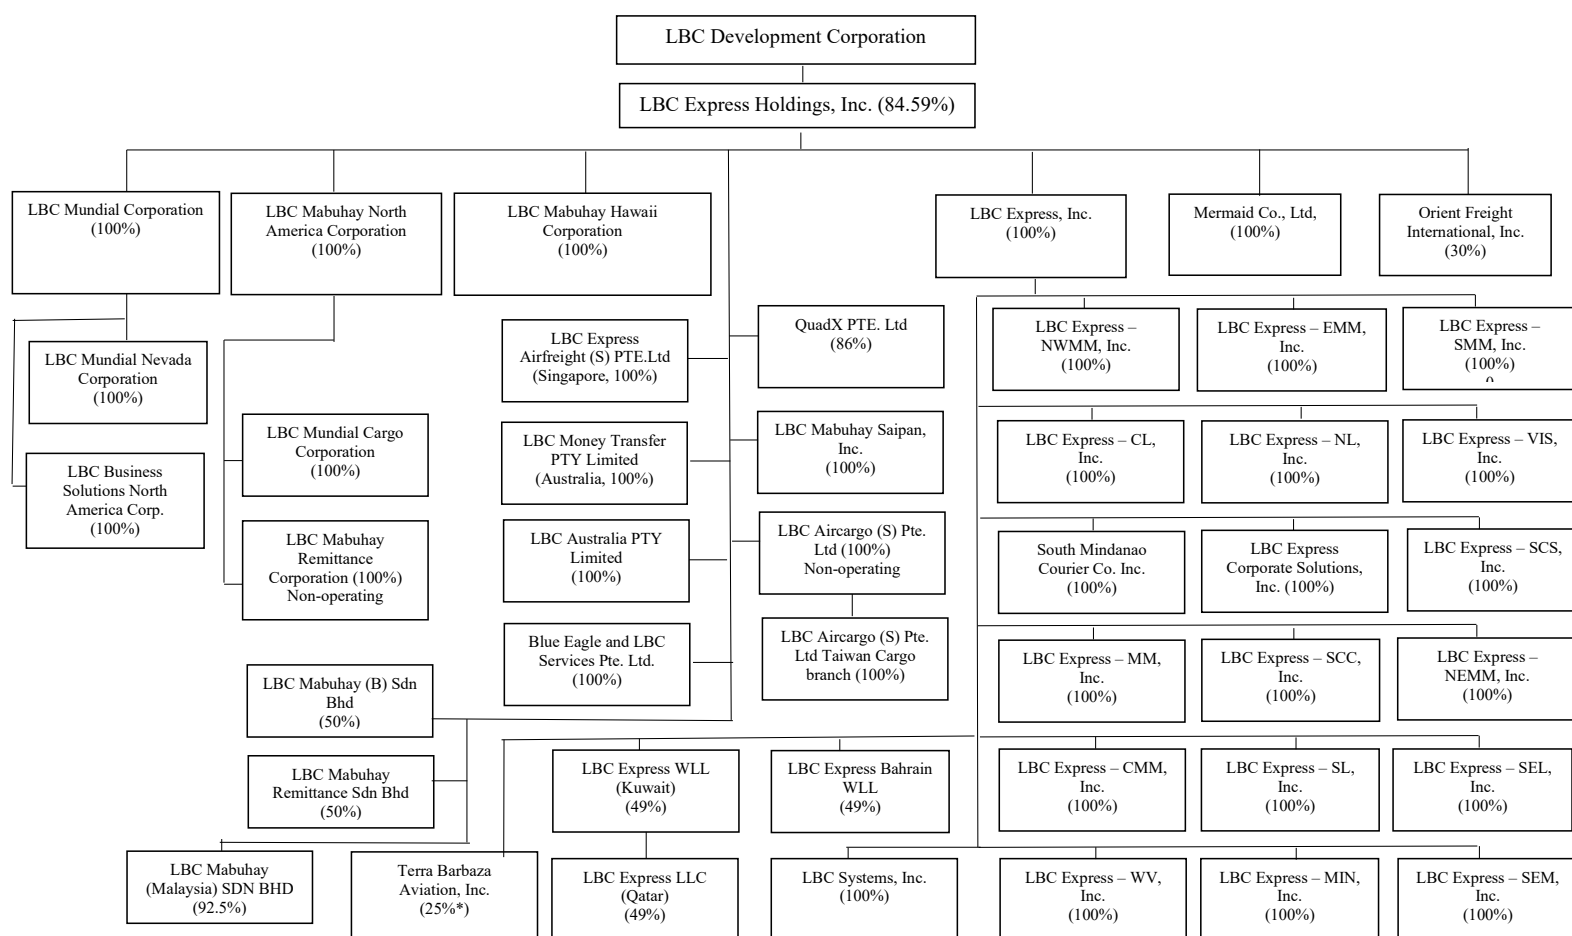 LBC Development Corporation
LBC Express Holdings, Inc. (84.59%)
LBC Mundial Corporation
(100%)
LBC Mabuhay North
America Corporation
(100%)
LBC Mabuhay Hawaii
Corporation
(100%)
LBC Express, Inc.
(100%)
Mermaid Co., Ltd,
(100%)
Orient Freight
International, Inc.
(30%)
LBC Mundial Nevada
Corporation
(100%)
LBC Business
Solutions North
America Corp.
(100%)
LBC Mundial Cargo
Corporation
(100%)
LBC Mabuhay
Remittance
Corporation (100%)
Non-operating
LBC Express
Airfreight (S) PTE.Ltd
(Singapore, 100%)
LBC Money Transfer
PTY Limited
(Australia, 100%)
LBC Australia PTY
Limited
(100%)
Blue Eagle and LBC
Services Pte. Ltd.
(100%)
QuadX PTE. Ltd
(86%)
LBC Mabuhay Saipan,
Inc.
(100%)
LBC Aircargo (S) Pte.
Ltd (100%)
Non-operating
LBC Aircargo (S) Pte.
Ltd Taiwan Cargo
branch (100%)
LBC Mabuhay (B) Sdn
Bhd
(50%)
LBC Mabuhay
Remittance Sdn Bhd
(50%)
LBC Mabuhay
(Malaysia) SDN BHD
(92.5%)
Terra Barbaza
Aviation, Inc.
(25%*)
LBC Express WLL
(Kuwait)
(49%)
LBC Express LLC
(Qatar)
(49%)
LBC Express Bahrain
WLL
(49%)
LBC Systems, Inc.
(100%)
LBC Express –
NWMM, Inc.
(100%)
LBC Express – EMM,
Inc.
(100%)
LBC Express –
SMM, Inc.
(100%)
LBC Express – CL,
Inc.
(100%)
LBC Express – NL,
Inc.
(100%)
LBC Express – VIS,
Inc.
(100%)
South Mindanao
Courier Co. Inc.
(100%)
LBC Express
Corporate Solutions,
Inc. (100%)
LBC Express – SCS,
Inc.
(100%)
LBC Express – MM,
Inc.
(100%)
LBC Express – SCC,
Inc.
(100%)
LBC Express –
NEMM, Inc.
(100%)
LBC Express – CMM,
Inc.
(100%)
LBC Express – SL,
Inc.
(100%)
LBC Express – SEL,
Inc.
(100%)
LBC Express – WV,
Inc.
(100%)
LBC Express – MIN,
Inc.
(100%)
LBC Express – SEM,
Inc.
(100%)